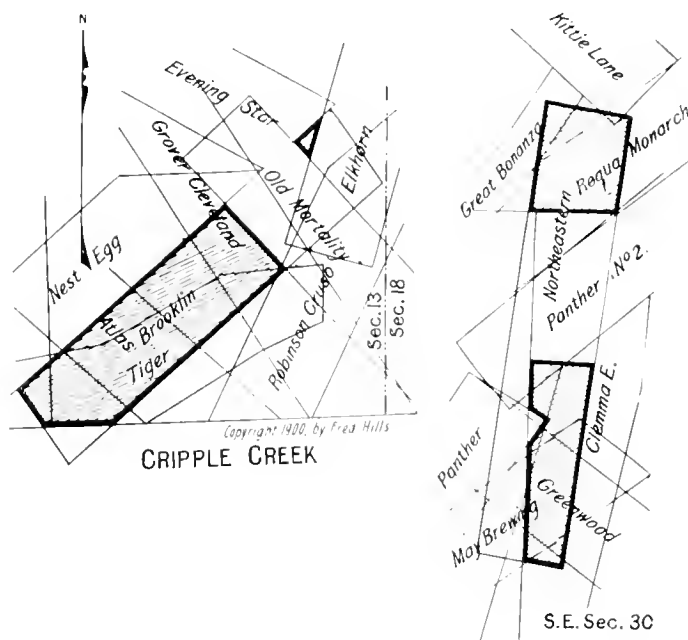 N
Evening Star
Grover Cleveland
Old Mortality
Elkhorn
Nest Egg
Atlas Brooklin
Tiger
Robinson Cruso
Sec.13
Sec.18
Copyright 1900, by Fred Hills
CRIPPLE CREEK
Kittie Lane
Great Bonanza
Requa Monarch
Northeastern
Panther No 2.
Clemma E.
Panther
Greenwood
May Brewing
S.E. Sec. 30